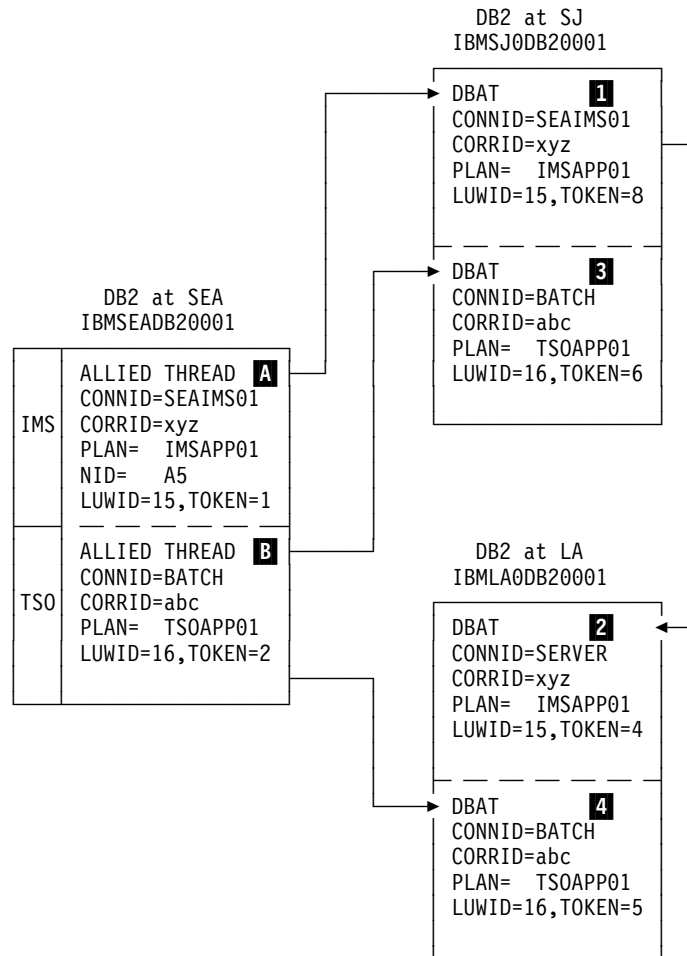 DB2 at SJ
IBMSJ0DB20001
DBAT 1
CONNID=SEAIMS01
CORRID=xyz
PLAN= IMSAPP01
LUWID=15,TOKEN=8
DBAT 3
CONNID=BATCH
CORRID=abc
PLAN= TSOAPP01
LUWID=16,TOKEN=6
DB2 at SEA
IBMSEADB20001
IMS
ALLIED THREAD A
CONNID=SEAIMS01
CORRID=xyz
PLAN= IMSAPP01
NID= A5
LUWID=15,TOKEN=1
TSO
ALLIED THREAD B
CONNID=BATCH
CORRID=abc
PLAN= TSOAPP01
LUWID=16,TOKEN=2
DB2 at LA
IBMLA0DB20001
DBAT 2
CONNID=SERVER
CORRID=xyz
PLAN= IMSAPP01
LUWID=15,TOKEN=4
DBAT 4
CONNID=BATCH
CORRID=abc
PLAN= TSOAPP01
LUWID=16,TOKEN=5